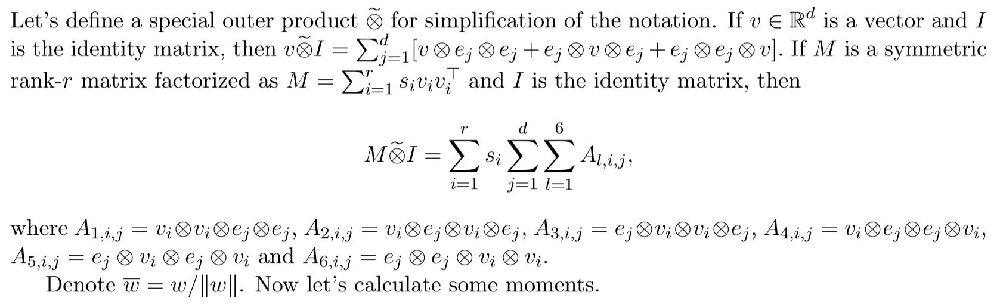 Let's define a special outer product $\widetilde{\otimes}$ for simplification of the notation. If $v \in \mathbb{R}^d$ is a vector and $I$
is the identity matrix, then $v\widetilde{\otimes}I = \sum_{j=1}^{d}[v \otimes e_j \otimes e_j + e_j \otimes v \otimes e_j + e_j \otimes e_j \otimes v]$. If $M$ is a symmetric
rank-$r$ matrix factorized as $M = \sum_{i=1}^{r} s_i v_i v_i^\top$ and $I$ is the identity matrix, then
$M\widetilde{\otimes}I = \sum_{i=1}^{r} s_i \sum_{j=1}^{d} \sum_{l=1}^{6} A_{l,i,j},$
where $A_{1,i,j} = v_i \otimes v_i \otimes e_j \otimes e_j$, $A_{2,i,j} = v_i \otimes e_j \otimes v_i \otimes e_j$, $A_{3,i,j} = e_j \otimes v_i \otimes v_i \otimes e_j$, $A_{4,i,j} = v_i \otimes e_j \otimes e_j \otimes v_i$,
$A_{5,i,j} = e_j \otimes v_i \otimes e_j \otimes v_i$ and $A_{6,i,j} = e_j \otimes e_j \otimes v_i \otimes v_i$.
Denote $\overline{w} = w/\|w\|$. Now let's calculate some moments.